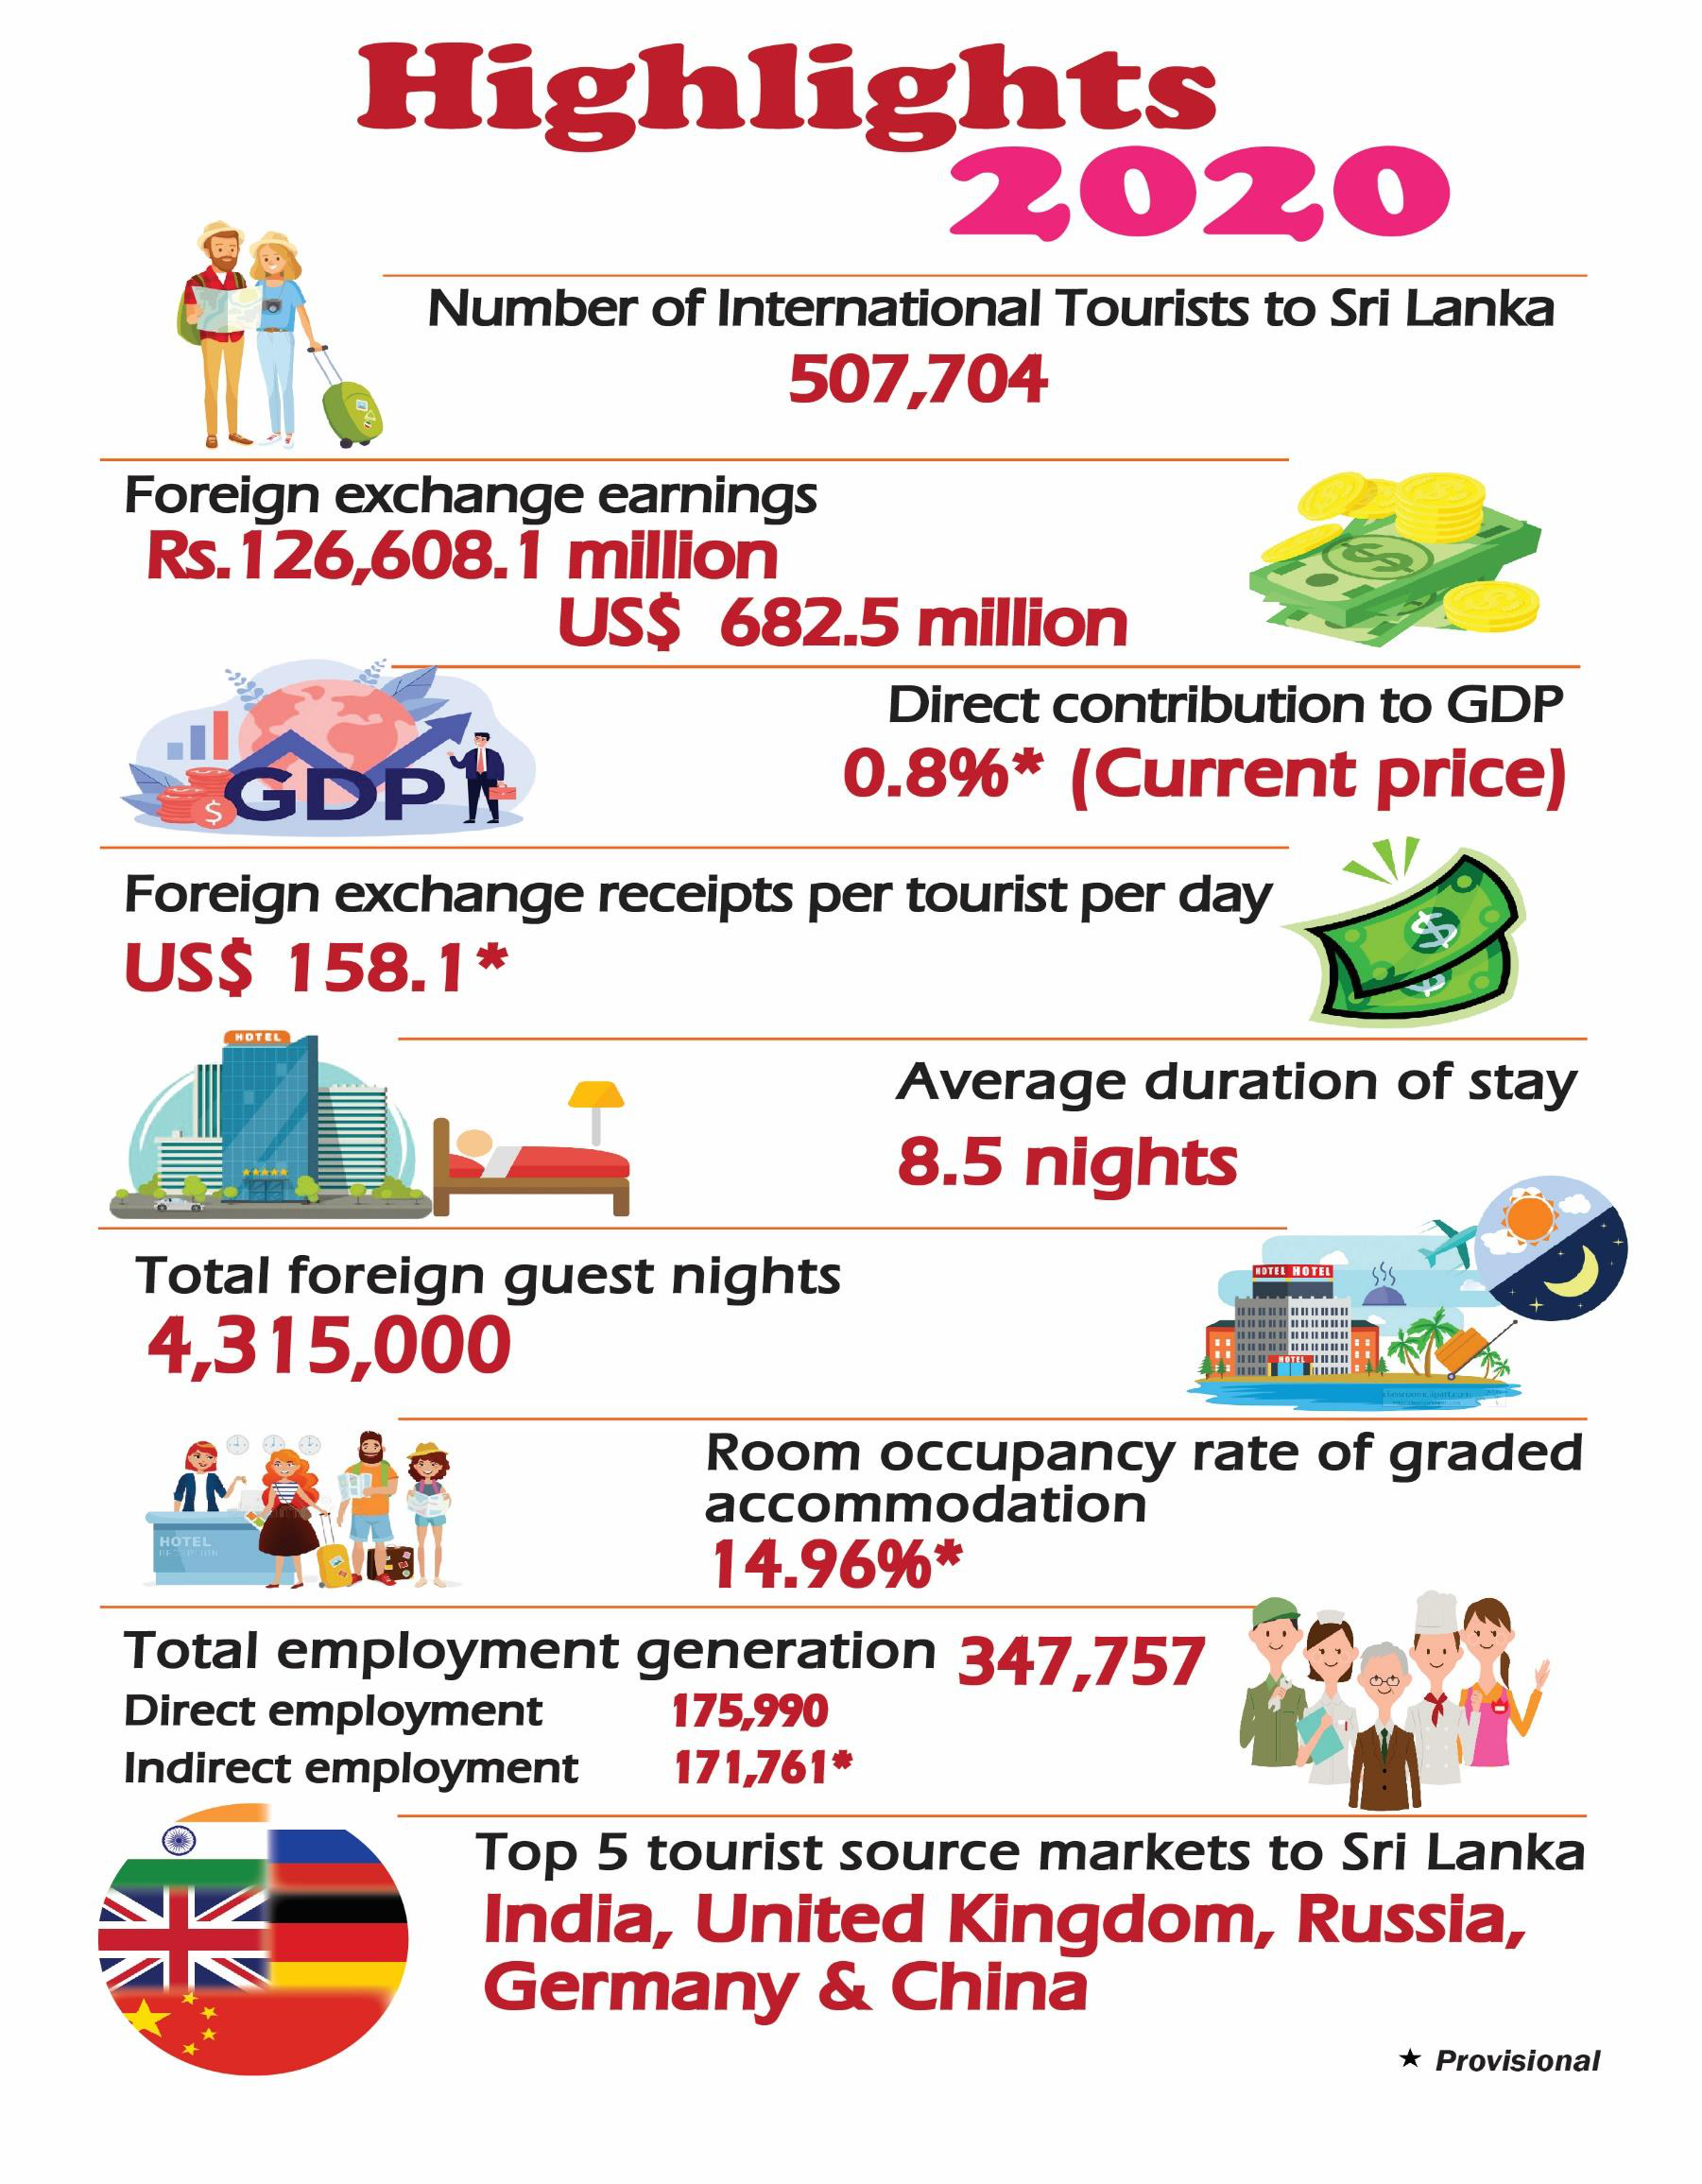 Highlights
2020
Number of International Tourists to Sri Lanka
507,704
Foreign exchange earnings
Rs.126,608.1 million
US$ 682.5 million
GDP
$
Direct contribution to GDP
0.8%* (Current price)
Foreign exchange receipts per tourist per day
US$ 158.1*
HOTEL
Average duration of stay
8.5 nights
Total foreign guest nights
4,315,000
HOTEL HOTEL
HOTEL
Room occupancy rate of graded
accommodation
14.96%*
HOTEL
Total employment generation 347,757
Direct employment 175,990
Indirect employment 171,761*
Top 5 tourist source markets to Sri Lanka
India, United Kingdom, Russia,
Germany & China
★ Provisional